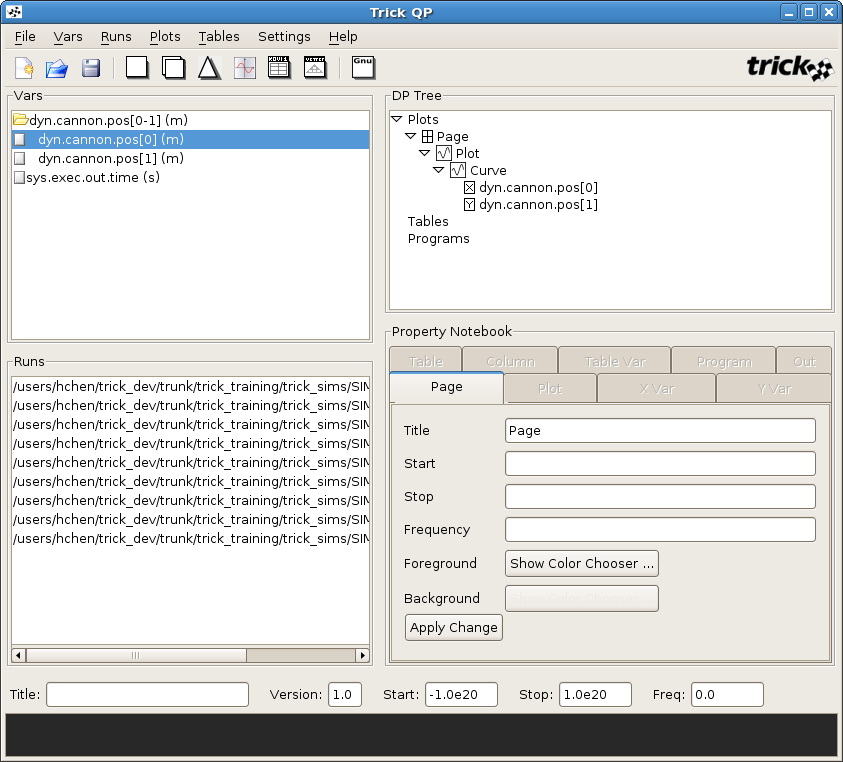 Trick QP
File Vars Runs Plots Tables Settings Help
Gnu
trick
Vars
dyn.cannon.pos[0-1] (m)
dyn.cannon.pos[0] (m)
dyn.cannon.pos[1] (m)
sys.exec.out.time (s)
DP Tree
Plots
Page
Plot
Curve
X dyn.cannon.pos[0]
Y dyn.cannon.pos[1]
Tables
Programs
Runs
/users/hchen/trick_dev/trunk/trick_training/trick_sims/SIM
/users/hchen/trick_dev/trunk/trick_training/trick_sims/SIM
/users/hchen/trick_dev/trunk/trick_training/trick_sims/SIM
/users/hchen/trick_dev/trunk/trick_training/trick_sims/SIM
/users/hchen/trick_dev/trunk/trick_training/trick_sims/SIM
/users/hchen/trick_dev/trunk/trick_training/trick_sims/SIM
/users/hchen/trick_dev/trunk/trick_training/trick_sims/SIM
/users/hchen/trick_dev/trunk/trick_training/trick_sims/SIM
/users/hchen/trick_dev/trunk/trick_training/trick_sims/SIM
Property Notebook
Table Column Table Var Program Out
Page Plot X Var Y Var
Title Page
Start
Stop
Frequency
Foreground Show Color Chooser ...
Background Show Color Chooser ...
Apply Change
Title: Version: 1.0 Start: -1.0e20 Stop: 1.0e20 Freq: 0.0